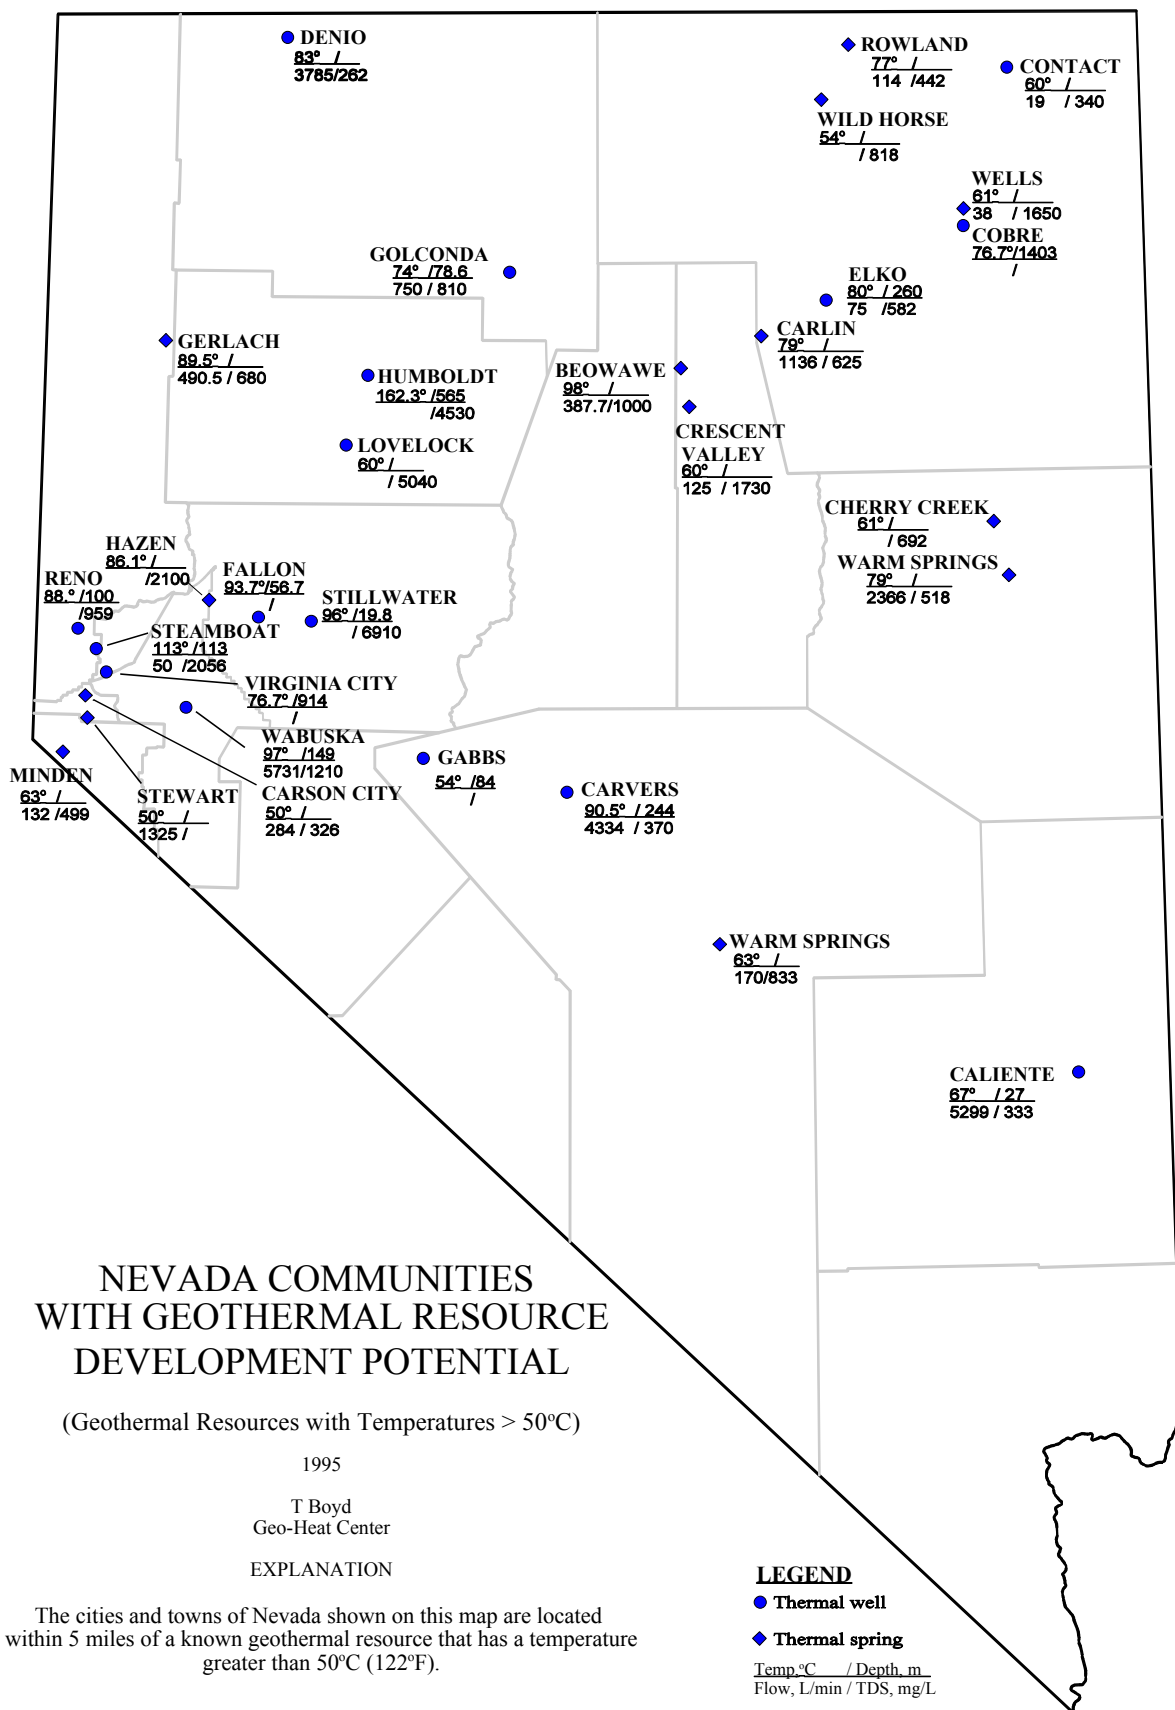 DENIO
83° /
3785/262
ROWLAND
77° /
114 /442
CONTACT
60° /
19 / 340
WILD HORSE
54° /
/ 818
WELLS
61° /
38 / 1650
COBRE
76.7°/1403
/
GOLCONDA
74° /78.6
750 / 810
ELKO
80° / 260
75 /582
GERLACH
89.5° /
490.5 / 680
CARLIN
79° /
1136 / 625
HUMBOLDT
162.3° /565
/4530
BEOWAWE
98° /
387.7/1000
CRESCENT
VALLEY
60° /
125 / 1730
LOVELOCK
60° /
/ 5040
CHERRY CREEK
61° /
/ 692
WARM SPRINGS
79° /
2366 / 518
HAZEN
86.1° /
/2100
RENO
88.° /100
/959
FALLON
93.7°/56.7
/
STILLWATER
96° /19.8
/ 6910
STEAMBOAT
113° /113
50 /2056
VIRGINIA CITY
76.7° /914
/
WABUSKA
97° /149
5731/1210
MINDEN
63° /
132 /499
STEWART
50° /
1325 /
CARSON CITY
50° /
284 / 326
GABBS
54° /84
/
CARVERS
90.5° / 244
4334 / 370
WARM SPRINGS
63° /
170/833
CALIENTE
67° / 27
5299 / 333
NEVADA COMMUNITIES
WITH GEOTHERMAL RESOURCE
DEVELOPMENT POTENTIAL
(Geothermal Resources with Temperatures > 50°C)
1995
T Boyd
Geo-Heat Center
EXPLANATION
The cities and towns of Nevada shown on this map are located
within 5 miles of a known geothermal resource that has a temperature
greater than 50°C (122°F).
LEGEND
Thermal well
Thermal spring
Temp,°C / Depth, m
Flow, L/min / TDS, mg/L